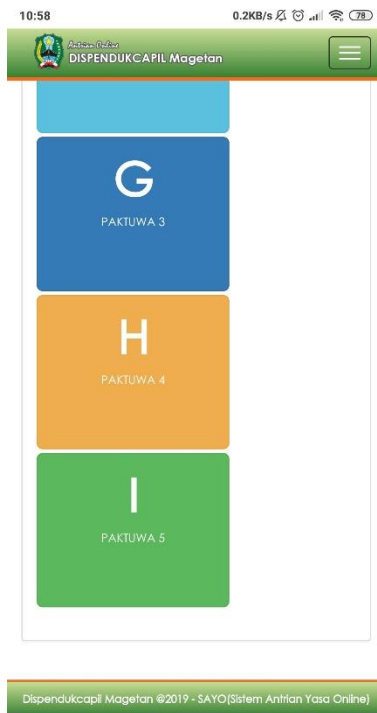 10:58
0.2KB/s
78
Antrian Online
DISPENDUKCAPIL Magetan
G
PAKTUWA 3
H
PAKTUWA 4
I
PAKTUWA 5
Dispendukcapil Magetan @2019 - SAYO(Sistem Antrian Yasa Online)